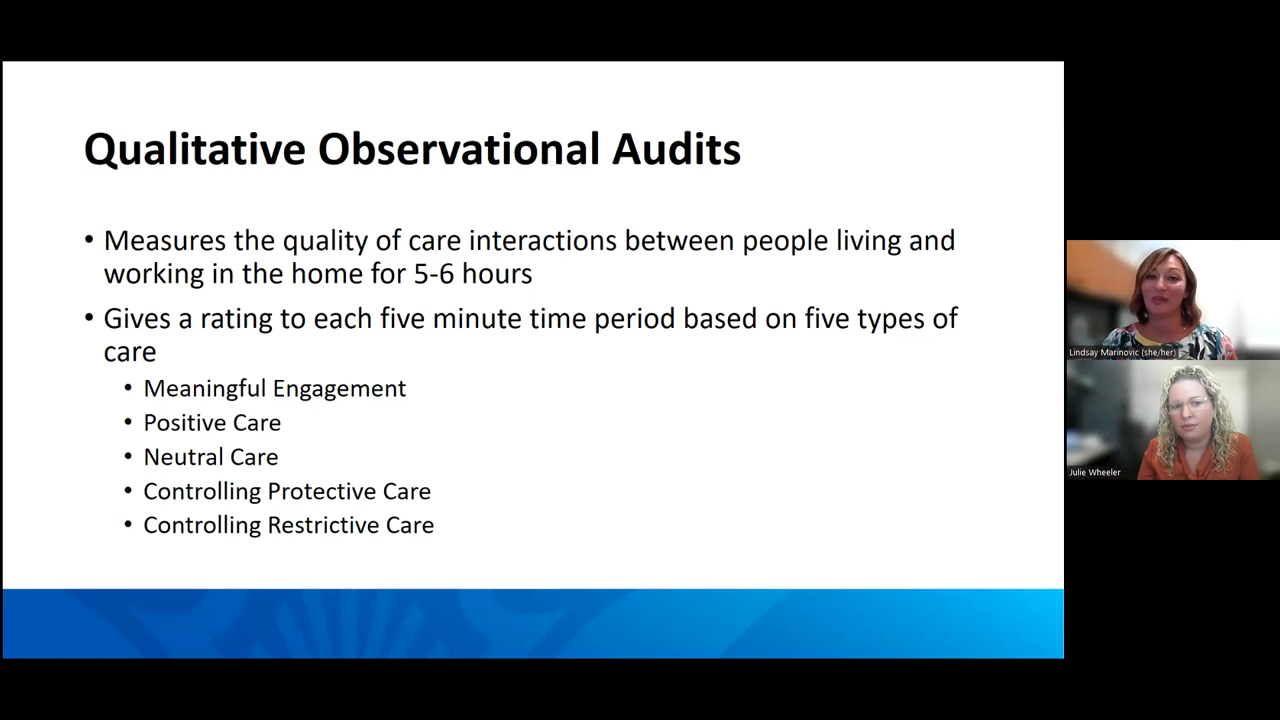 Qualitative Observational Audits
• Measures the quality of care interactions between people living and
working in the home for 5-6 hours
• Gives a rating to each five minute time period based on five types of
care
• Meaningful Engagement
• Positive Care
• Neutral Care
• Controlling Protective Care
• Controlling Restrictive Care
Lindsay Marinovic (she/her)
Julie Wheeler